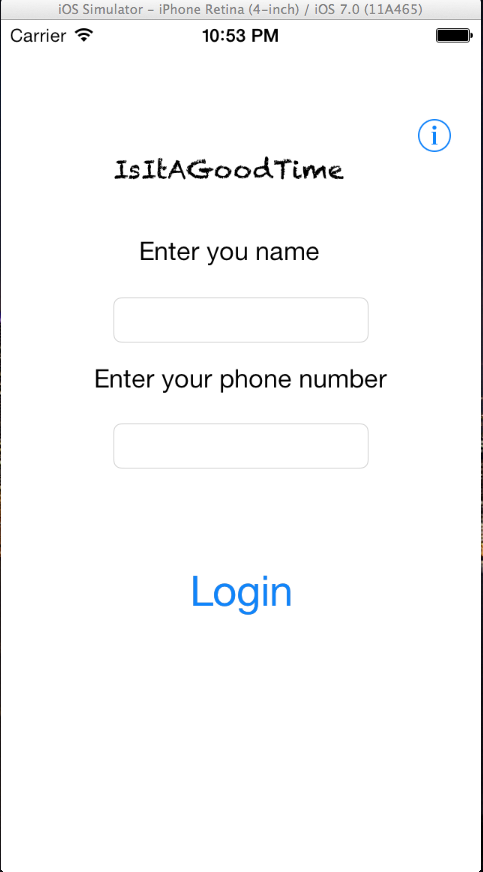 iOS Simulator - iPhone Retina (4-inch) / iOS 7.0 (11A465)
Carrier 10:53 PM
i
IsItAGoodTime
Enter you name
Enter your phone number
Login